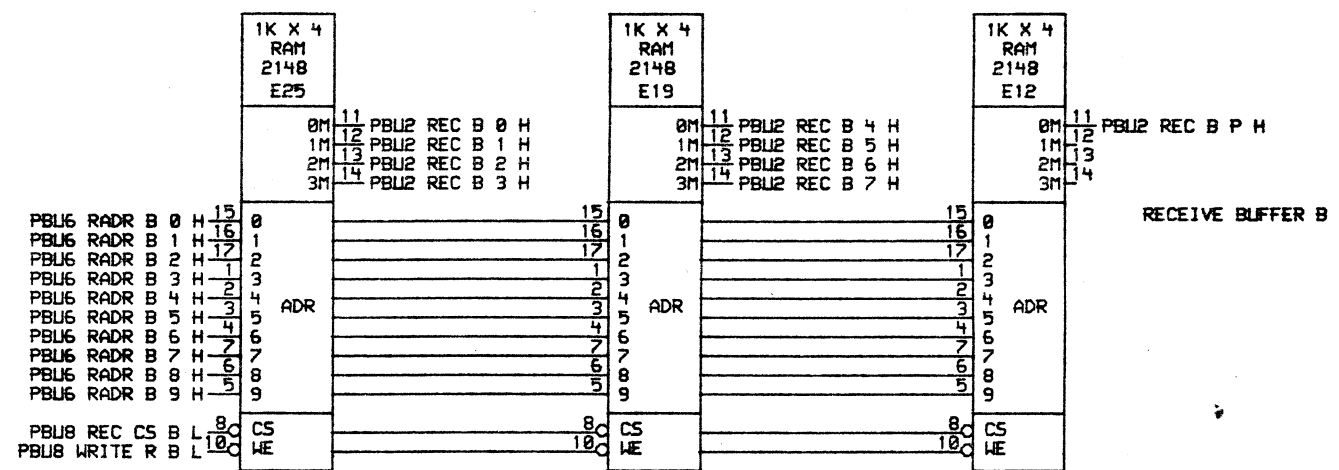 1K X 4 1K X 4 1K X 4
RAM RAM RAM
2148 2148 2148
E25 E19 E12
0M 11 PBU2 REC B 0 H 0M 11 PBU2 REC B 4 H 0M 11 PBU2 REC B P H
1M 12 PBU2 REC B 1 H 1M 12 PBU2 REC B 5 H 1M 12
2M 13 PBU2 REC B 2 H 2M 13 PBU2 REC B 6 H 2M 13
3M 14 PBU2 REC B 3 H 3M 14 PBU2 REC B 7 H 3M 14
RECEIVE BUFFER B
PBU6 RADR B 0 H 15 0 15 0 15 0
PBU6 RADR B 1 H 16 1 16 1 16 1
PBU6 RADR B 2 H 17 2 17 2 17 2
PBU6 RADR B 3 H 1 3 1 3 1 3
PBU6 RADR B 4 H 2 4 2 4 2 4
ADR ADR ADR
PBU6 RADR B 5 H 3 5 3 5 3 5
PBU6 RADR B 6 H 4 6 4 6 4 6
PBU6 RADR B 7 H 7 7 7 7 7 7
PBU6 RADR B 8 H 6 8 6 8 6 8
PBU6 RADR B 9 H 5 9 5 9 5 9
PBU8 REC CS B L 8 CS 8 CS 8 CS
PBU8 WRITE R B L 10 WE 10 WE 10 WE